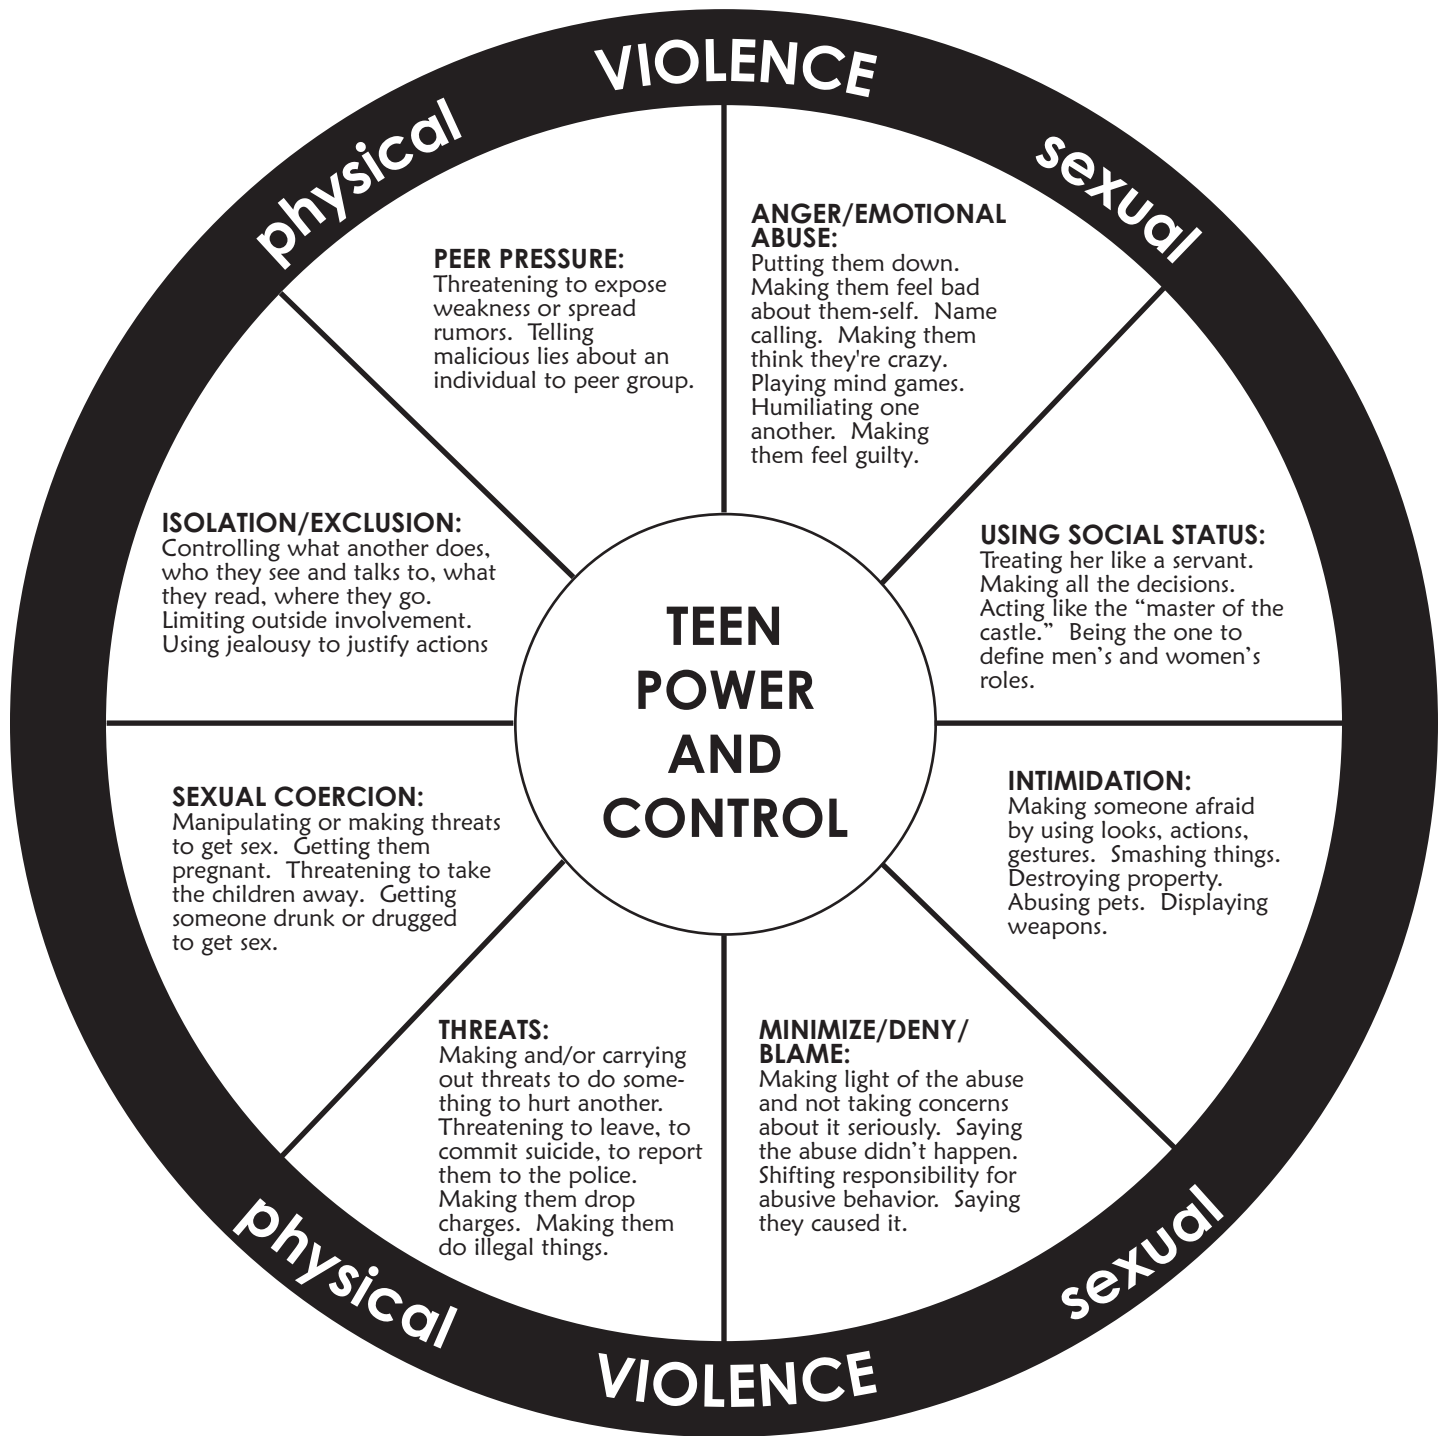 VIOLENCE
physical
sexual
PEER PRESSURE:
Threatening to expose
weakness or spread
rumors.  Telling
malicious lies about an
individual to peer group.
ANGER/EMOTIONAL
ABUSE:
Putting them down.
Making them feel bad
about them-self.  Name
calling.  Making them
think they're crazy.
Playing mind games.
Humiliating one
another.  Making
them feel guilty.
ISOLATION/EXCLUSION:
Controlling what another does,
who they see and talks to, what
they read, where they go.
Limiting outside involvement.
Using jealousy to justify actions
USING SOCIAL STATUS:
Treating her like a servant.
Making all the decisions.
Acting like the “master of the
castle.”  Being the one to
define men’s and women’s
roles.
TEEN
POWER
AND
CONTROL
SEXUAL COERCION:
Manipulating or making threats
to get sex.  Getting them
pregnant.  Threatening to take
the children away.  Getting
someone drunk or drugged
to get sex.
INTIMIDATION:
Making someone afraid
by using looks, actions,
gestures.  Smashing things.
Destroying property.
Abusing pets.  Displaying
weapons.
THREATS:
Making and/or carrying
out threats to do some-
thing to hurt another.
Threatening to leave, to
commit suicide, to report
them to the police.
Making them drop
charges.  Making them
do illegal things.
MINIMIZE/DENY/
BLAME:
Making light of the abuse
and not taking concerns
about it seriously.  Saying
the abuse didn’t happen.
Shifting responsibility for
abusive behavior.  Saying
they caused it.
physical
sexual
VIOLENCE